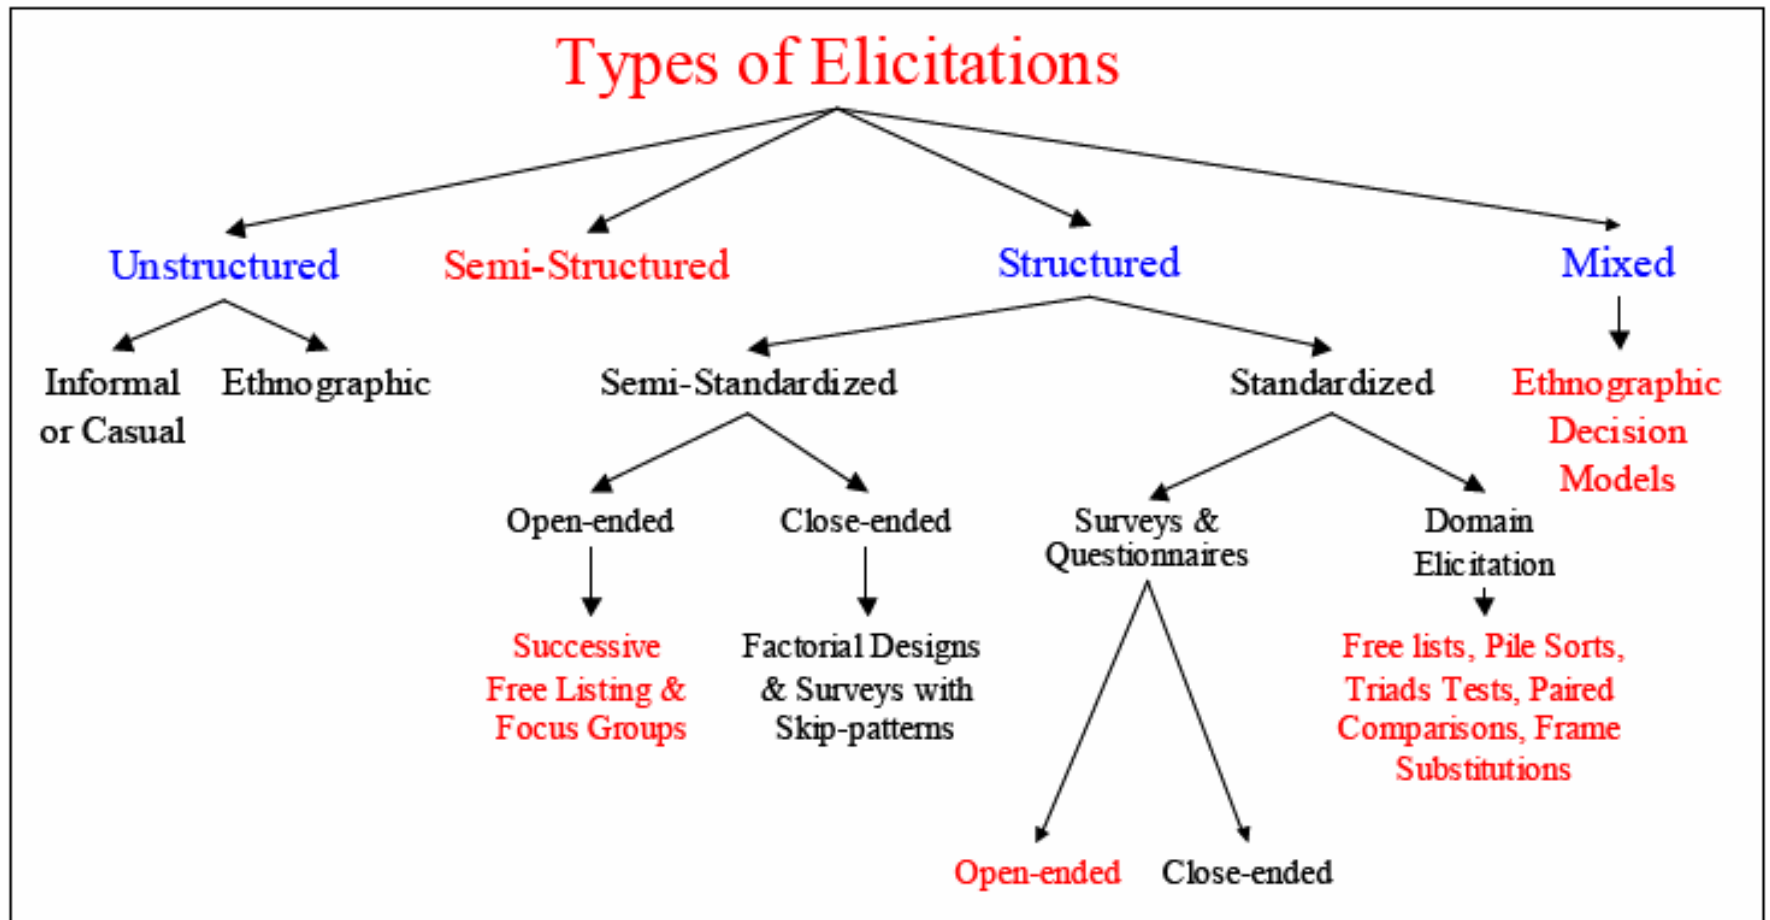 Types of Elicitations
Unstructured
Semi-Structured
Structured
Mixed
Informal
or Casual
Ethnographic
Semi-Standardized
Standardized
Ethnographic
Decision
Models
Open-ended
Close-ended
Surveys &
Questionnaires
Domain
Elicitation
Successive
Free Listing &
Focus Groups
Factorial Designs
& Surveys with
Skip-patterns
Free lists, Pile Sorts,
Triads Tests, Paired
Comparisons, Frame
Substitutions
Open-ended
Close-ended